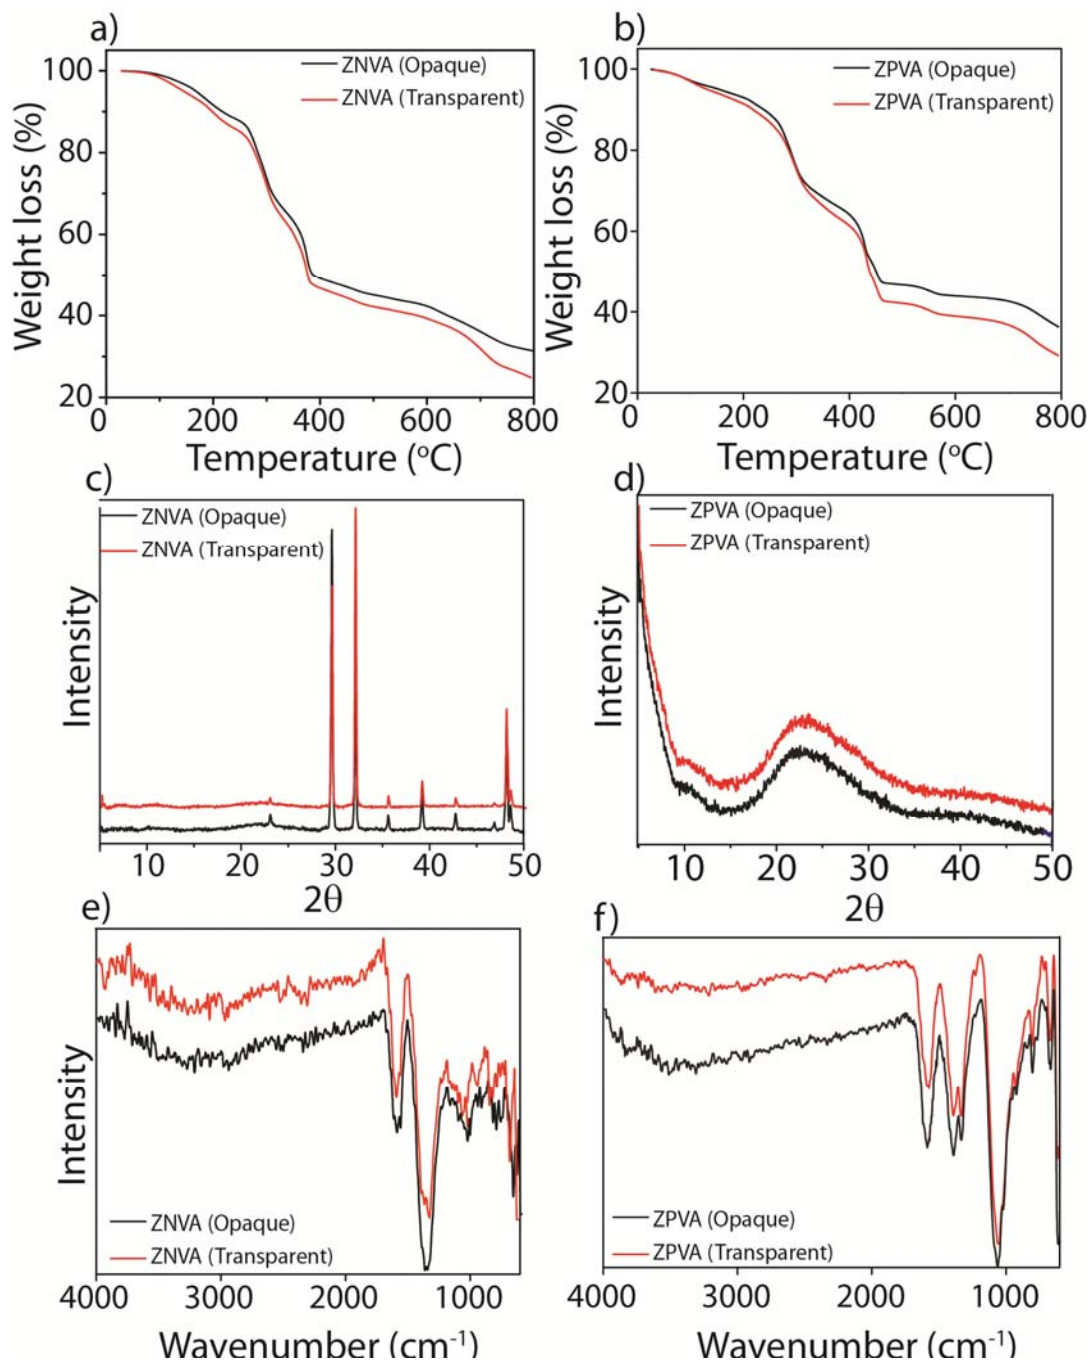 a)
ZNVA (Opaque)
ZNVA (Transparent)
Weight loss (%)
100
80
60
40
20
0 200 400 600 800
Temperature (°C)
b)
ZPVA (Opaque)
ZPVA (Transparent)
Weight loss (%)
100
80
60
40
20
0 200 400 600 800
Temperature (°C)
c)
ZNVA (Opaque)
ZNVA (Transparent)
Intensity
10 20 30 40 50
2θ
d)
ZPVA (Opaque)
ZPVA (Transparent)
Intensity
10 20 30 40 50
2θ
e)
Intensity
ZNVA (Opaque)
ZNVA (Transparent)
4000 3000 2000 1000
Wavenumber (cm⁻¹)
f)
ZPVA (Opaque)
ZPVA (Transparent)
4000 3000 2000 1000
Wavenumber (cm⁻¹)